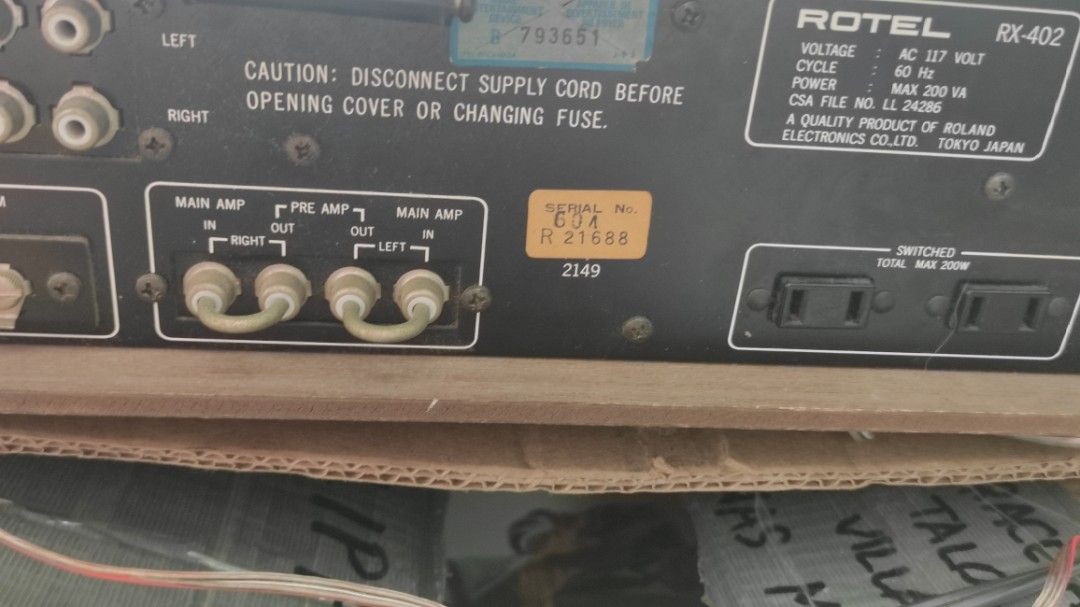 B 793651
LEFT
RIGHT
CAUTION: DISCONNECT SUPPLY CORD BEFORE
OPENING COVER OR CHANGING FUSE.
ROTEL RX-402
VOLTAGE : AC 117 VOLT
CYCLE : 60 Hz
POWER : MAX 200 VA
CSA FILE NO. LL 24286
A QUALITY PRODUCT OF ROLAND
ELECTRONICS CO.,LTD. TOKYO JAPAN
MAIN AMP PRE AMP MAIN AMP
IN OUT OUT IN
RIGHT LEFT
SERIAL No.
R 21688
2149
SWITCHED
TOTAL MAX 200W
TALC
VILL